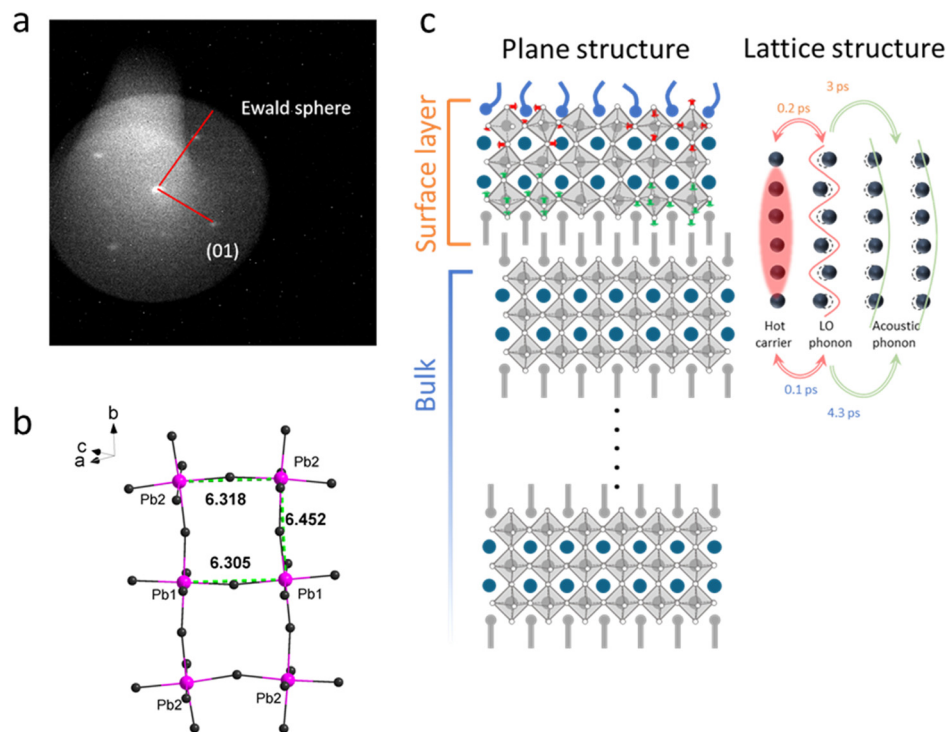 a
Ewald sphere
(01)
b
b
c
a
Pb2
Pb2
6.318
6.452
6.305
Pb1
Pb1
Pb2
Pb2
c
Plane structure
Lattice structure
Surface layer
Bulk
3 ps
0.2 ps
Hot
carrier
LO
phonon
Acoustic
phonon
0.1 ps
4.3 ps